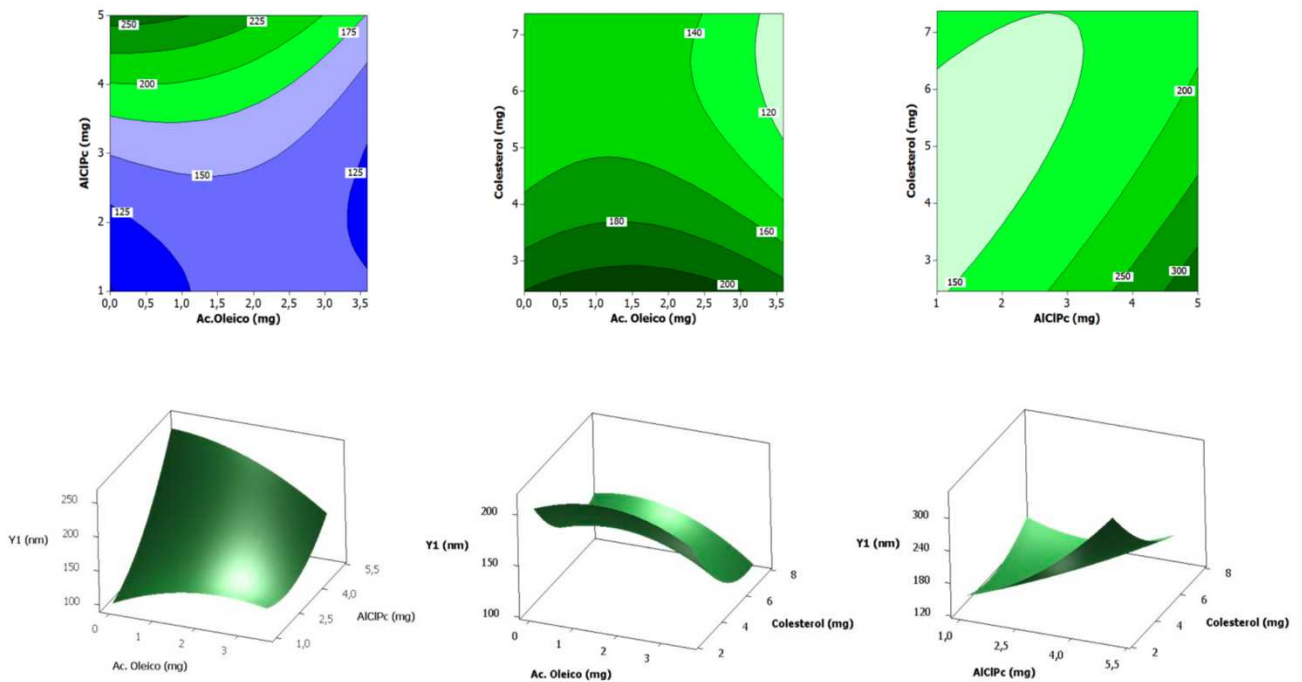 5
4
3
2
1
AlClPc (mg)
250
225
175
200
150
125
125
0,0 0,5 1,0 1,5 2,0 2,5 3,0 3,5
Ac.Oleico (mg)
7
6
5
4
3
Colesterol (mg)
140
120
180
160
200
0,0 0,5 1,0 1,5 2,0 2,5 3,0 3,5
Ac. Oleico (mg)
7
6
5
4
3
Colesterol (mg)
200
150
250
300
1 2 3 4 5
AlClPc (mg)
250
200
150
100
Y1 (nm)
0 1 2 3
Ac. Oleico (mg)
5,5
4,0
2,5
1,0
AlClPc (mg)
200
150
100
Y1 (nm)
0 1 2 3
Ac. Oleico (mg)
8
6
4
2
Colesterol (mg)
300
240
180
120
Y1 (nm)
1,0 2,5 4,0 5,5
AlClPc (mg)
8
6
4
2
Colesterol (mg)